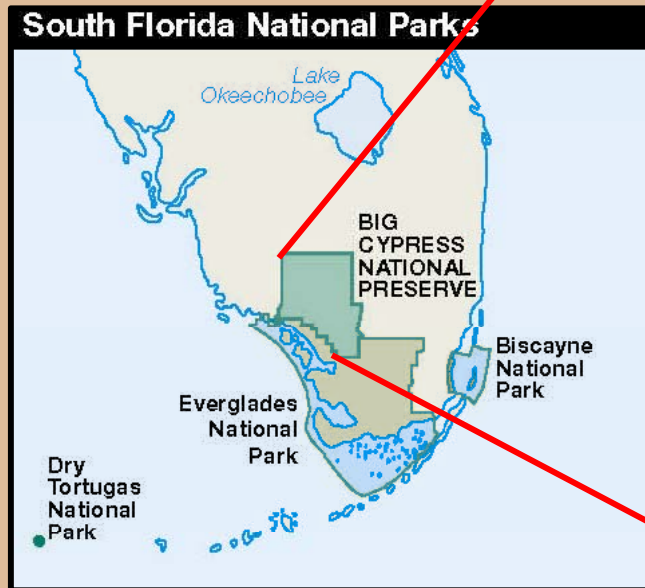 South Florida National Parks
Lake
Okeechobee
BIG
CYPRESS
NATIONAL
PRESERVE
Biscayne
National
Park
Everglades
National
Park
Dry
Tortugas
National
Park